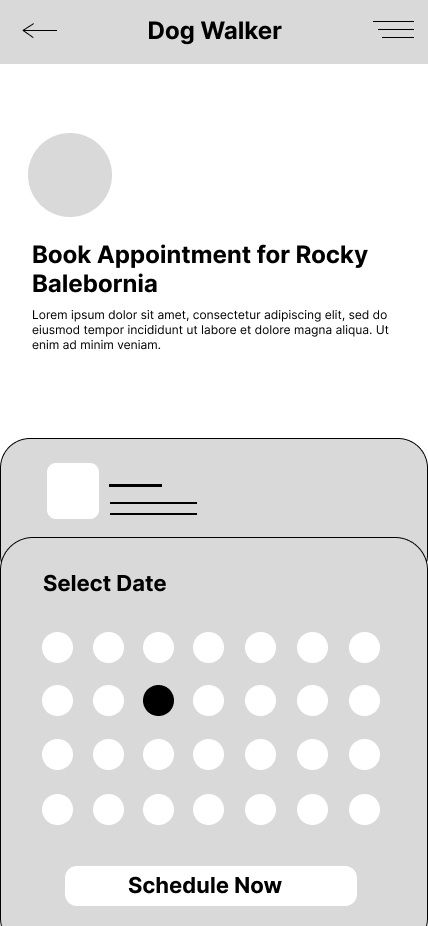 Dog Walker
Book Appointment for Rocky
Balebornia
Lorem ipsum dolor sit amet, consectetur adipiscing elit, sed do
eiusmod tempor incididunt ut labore et dolore magna aliqua. Ut
enim ad minim veniam.
Select Date
Schedule Now